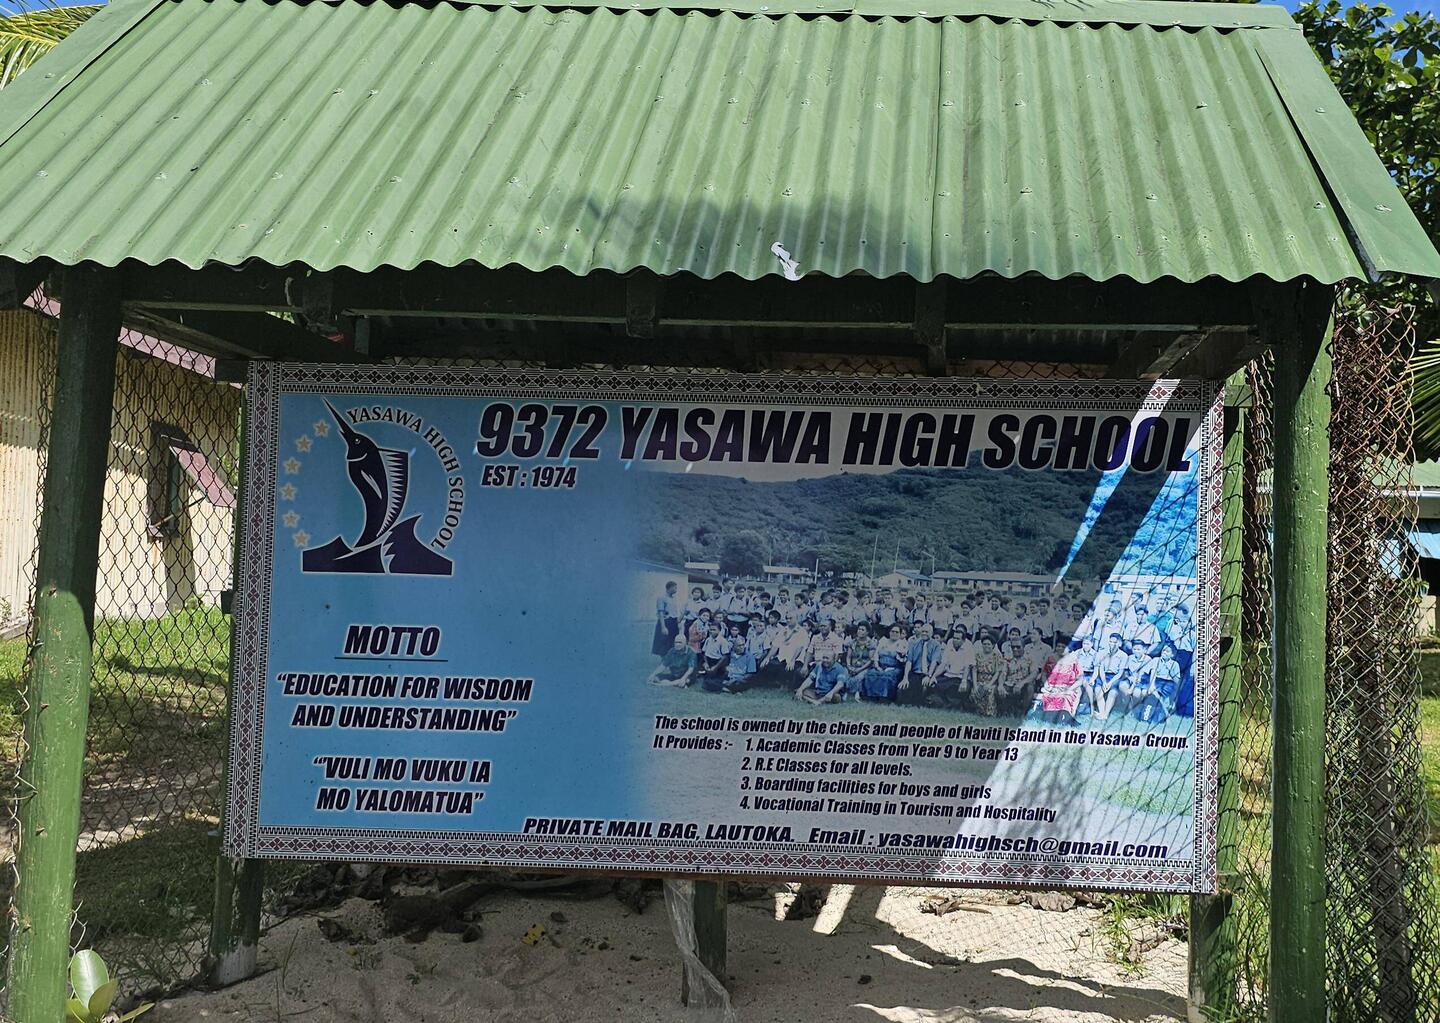 YASAWA HIGH SCHOOL
9372 YASAWA HIGH SCHOOL
EST : 1974
MOTTO
“EDUCATION FOR WISDOM
AND UNDERSTANDING”
“VULI MO VUKU IA
MO YALOMATUA”
The school is owned by the chiefs and people of Naviti Island in the Yasawa Group.
It Provides :- 1. Academic Classes from Year 9 to Year 13
2. R.E Classes for all levels.
3. Boarding facilities for boys and girls
4. Vocational Training in Tourism and Hospitality
PRIVATE MAIL BAG, LAUTOKA. Email : yasawahighsch@gmail.com